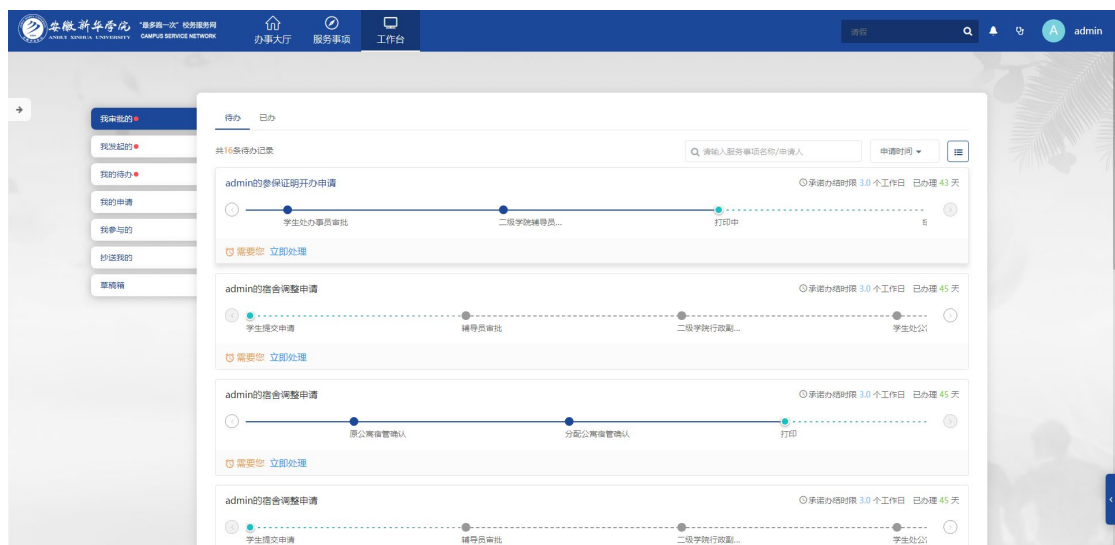 安徽新华学院
ANHUI XINHUA UNIVERSITY
"最多跑一次" 校务服务网
CAMPUS SERVICE NETWORK
办事大厅
服务事项
工作台
请假
A
admin
我审批的
我发起的
我的待办
我的申请
我参与的
抄送我的
草稿箱
待办 已办
共16条待办记录
请输入服务事项名称/申请人
申请时间
admin的参保证明开办申请
承诺办结时限 3.0 个工作日 已办理 43 天
学生处办事员审批 二级学院辅导员... 打印中
需要您 立即处理
admin的宿舍调整申请
承诺办结时限 3.0 个工作日 已办理 45 天
学生提交申请 辅导员审批 二级学院行政副... 学生处公
需要您 立即处理
admin的宿舍调整申请
承诺办结时限 3.0 个工作日 已办理 45 天
原公寓宿管确认 分配公寓宿管确认 打印
需要您 立即处理
admin的宿舍调整申请
承诺办结时限 3.0 个工作日 已办理 45 天
学生提交申请 辅导员审批 二级学院行政副... 学生处公